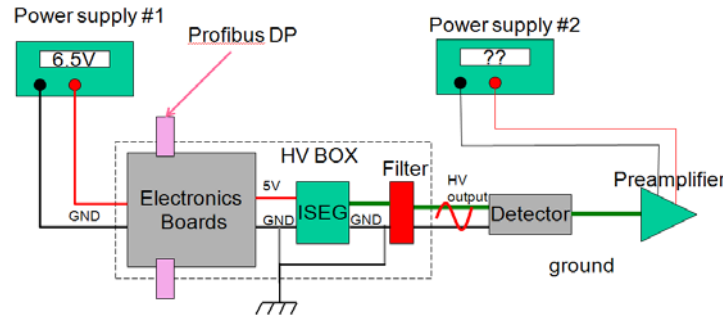 Power supply #1
6.5V
Profibus DP
Power supply #2
??
HV BOX
Filter
Electronics
Boards
GND
5V
GND
ISEG
GND
HV
output
Detector
Preamplifier
ground